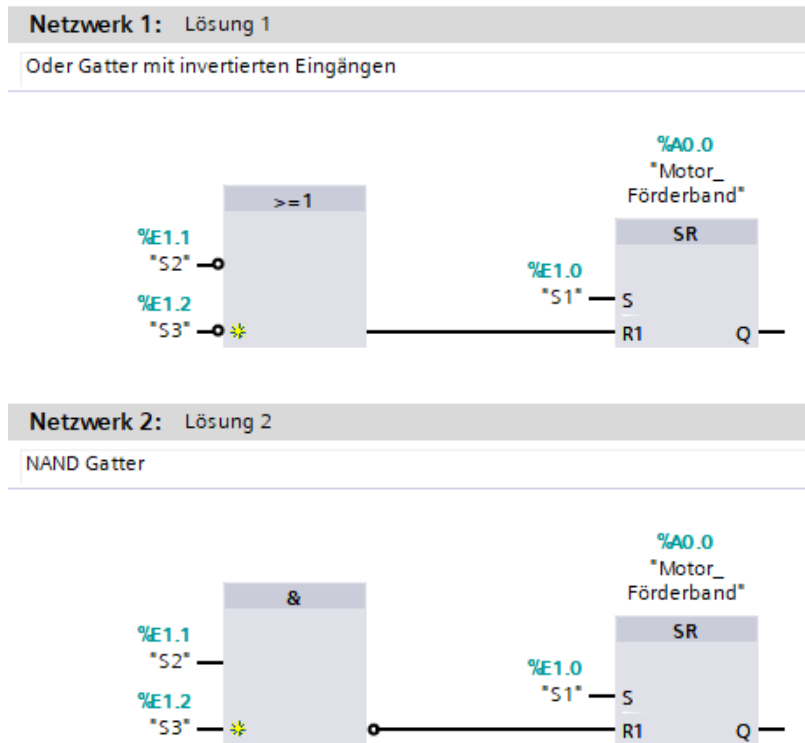 Netzwerk 1: Lösung 1
Oder Gatter mit invertierten Eingängen
%A0.0
"Motor_
Förderband"
>=1
SR
%E1.1
"S2"
%E1.0
"S1"
S
%E1.2
"S3"
R1
Q
Netzwerk 2: Lösung 2
NAND Gatter
%A0.0
"Motor_
Förderband"
&
SR
%E1.1
"S2"
%E1.0
"S1"
S
%E1.2
"S3"
R1
Q